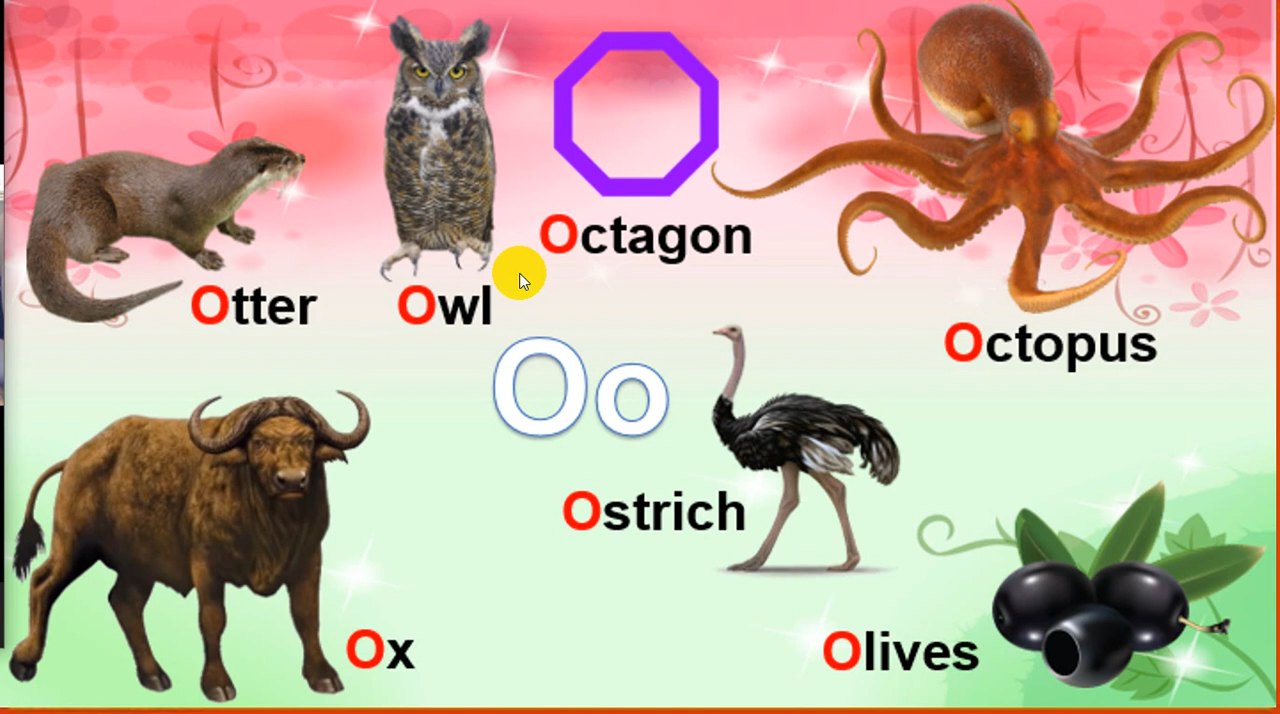 Octagon
Otter
Owl
Octopus
Oo
Ostrich
Ox
Olives